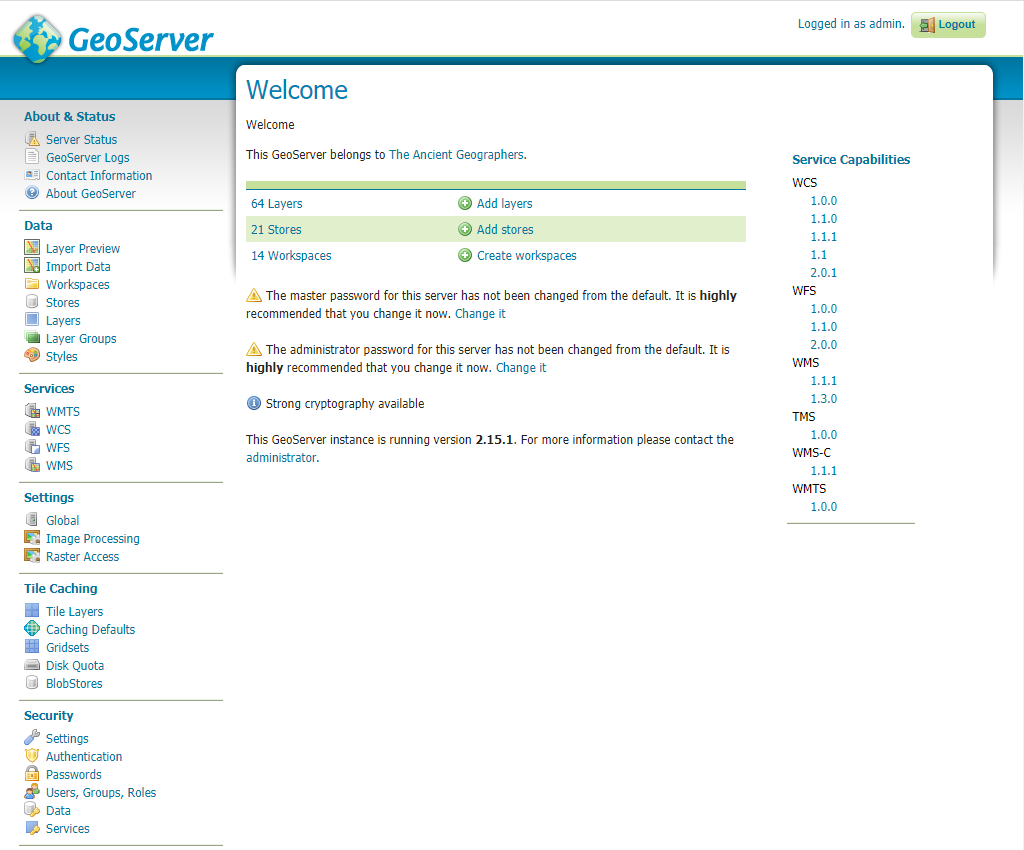 GeoServer
Logged in as admin.
Logout
About & Status
Server Status
GeoServer Logs
Contact Information
About GeoServer
Data
Layer Preview
Import Data
Workspaces
Stores
Layers
Layer Groups
Styles
Services
WMTS
WCS
WFS
WMS
Settings
Global
Image Processing
Raster Access
Tile Caching
Tile Layers
Caching Defaults
Gridsets
Disk Quota
BlobStores
Security
Settings
Authentication
Passwords
Users, Groups, Roles
Data
Services
Welcome
Welcome
This GeoServer belongs to The Ancient Geographers.
64 Layers Add layers
21 Stores Add stores
14 Workspaces Create workspaces
The master password for this server has not been changed from the default. It is highly
recommended that you change it now. Change it
The administrator password for this server has not been changed from the default. It is
highly recommended that you change it now. Change it
Strong cryptography available
This GeoServer instance is running version 2.15.1. For more information please contact the
administrator.
Service Capabilities
WCS
1.0.0
1.1.0
1.1.1
1.1
2.0.1
WFS
1.0.0
1.1.0
2.0.0
WMS
1.1.1
1.3.0
TMS
1.0.0
WMS-C
1.1.1
WMTS
1.0.0